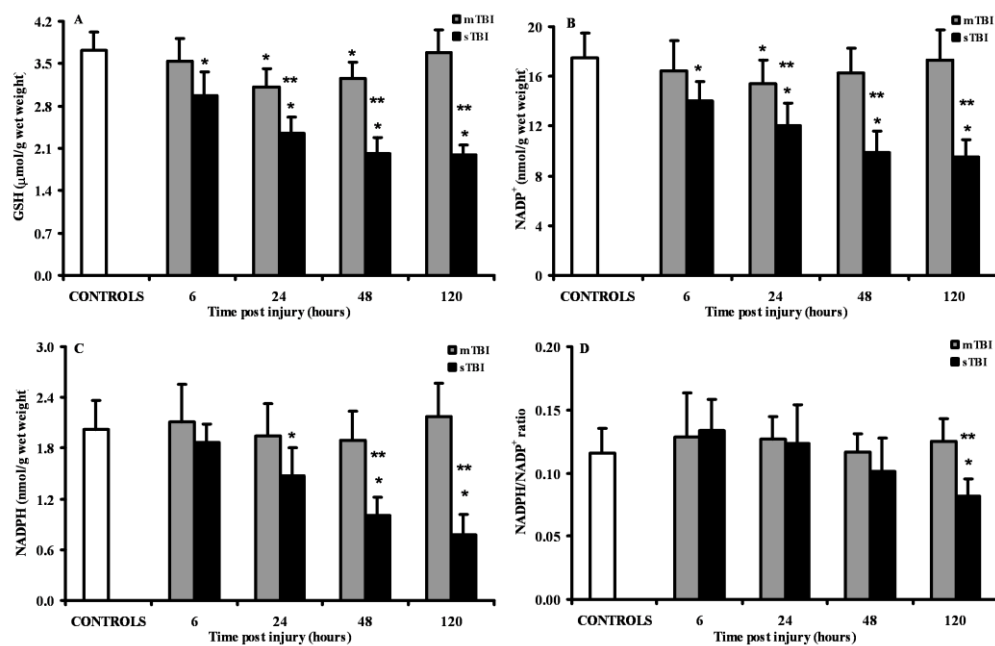 A
mTBI
sTBI
GSH (μmol/g wet weight)
4.2
3.5
2.8
2.1
1.4
0.7
0.0
*
*
**
*
*
**
*
**
*
CONTROLS 6 24 48 120
Time post injury (hours)
B
mTBI
sTBI
NADP+ (nmol/g wet weight)
20
16
12
8
4
0
*
*
**
*
**
*
**
*
CONTROLS 6 24 48 120
Time post injury (hours)
C
mTBI
sTBI
NADPH (nmol/g wet weight)
3.0
2.4
1.8
1.2
0.6
0.0
*
**
*
**
*
CONTROLS 6 24 48 120
Time post injury (hours)
D
mTBI
sTBI
NADPH/NADP+ ratio
0.20
0.15
0.10
0.05
0.00
**
*
CONTROLS 6 24 48 120
Time post injury (hours)